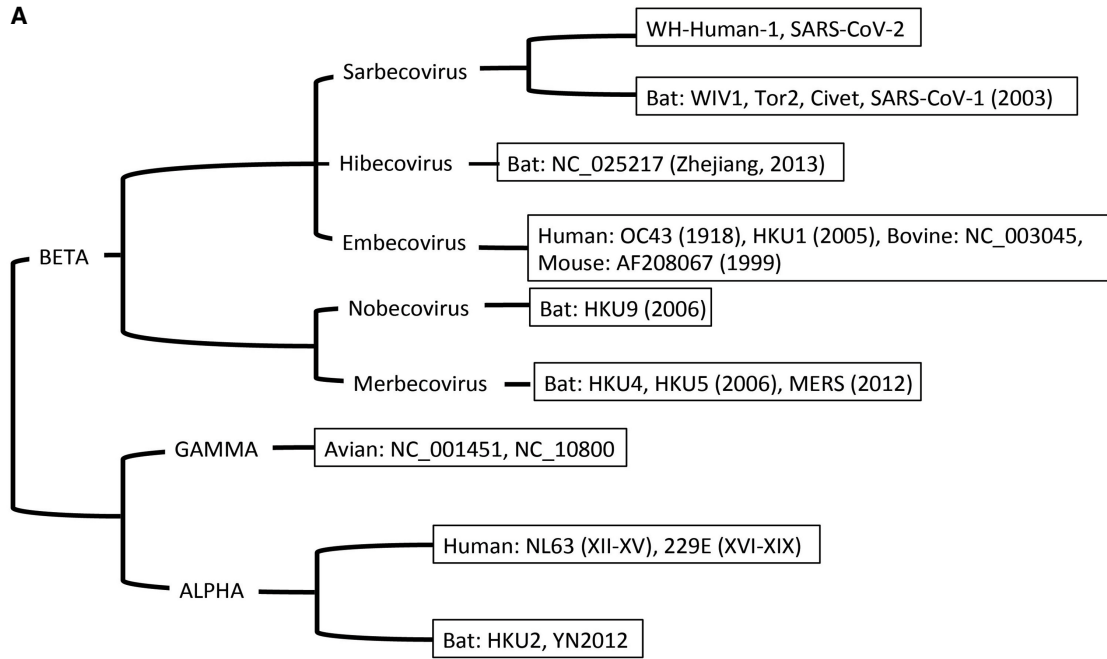 A
WH-Human-1, SARS-CoV-2
Sarbecovirus
Bat: WIV1, Tor2, Civet, SARS-CoV-1 (2003)
Hibecovirus
Bat: NC_025217 (Zhejiang, 2013)
Embecovirus
Human: OC43 (1918), HKU1 (2005), Bovine: NC_003045,
Mouse: AF208067 (1999)
BETA
Nobecovirus
Bat: HKU9 (2006)
Merbecovirus
Bat: HKU4, HKU5 (2006), MERS (2012)
GAMMA
Avian: NC_001451, NC_10800
Human: NL63 (XII-XV), 229E (XVI-XIX)
ALPHA
Bat: HKU2, YN2012